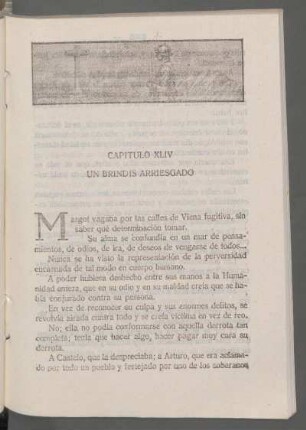 CAPITULO XLIV
UN BRINDIS ARRIESGADO
Margot vagaba por las calles de Viena fugitiva, sin
saber qué determinación tomar.
Su alma se confundía en un mar de pensa-
mientos, de odios, de ira, de deseos de vengarse de todos...
Nunca se ha visto la representación de la perversidad
encarnada de tal modo en cuerpo humano.
A poder hubiera deshecho entre sus manos a la Huma-
nidad entera, que en su odio y en su maldad creía que se ha-
bía conjurado contra su persona.
En vez de reconocer su culpa y sus enormes delitos, se
revolvía airada contra todo y se creía víctima en vez de reo.
No; ella no podía conformarse con aquella derrota tan
completa; tenía que hacer algo, hacer pagar muy cara su
derrota.
A Castelo, que la despreciaba; a Arturo, que era aclama-
do por todo un pueblo y festejado por uno de los soberanos